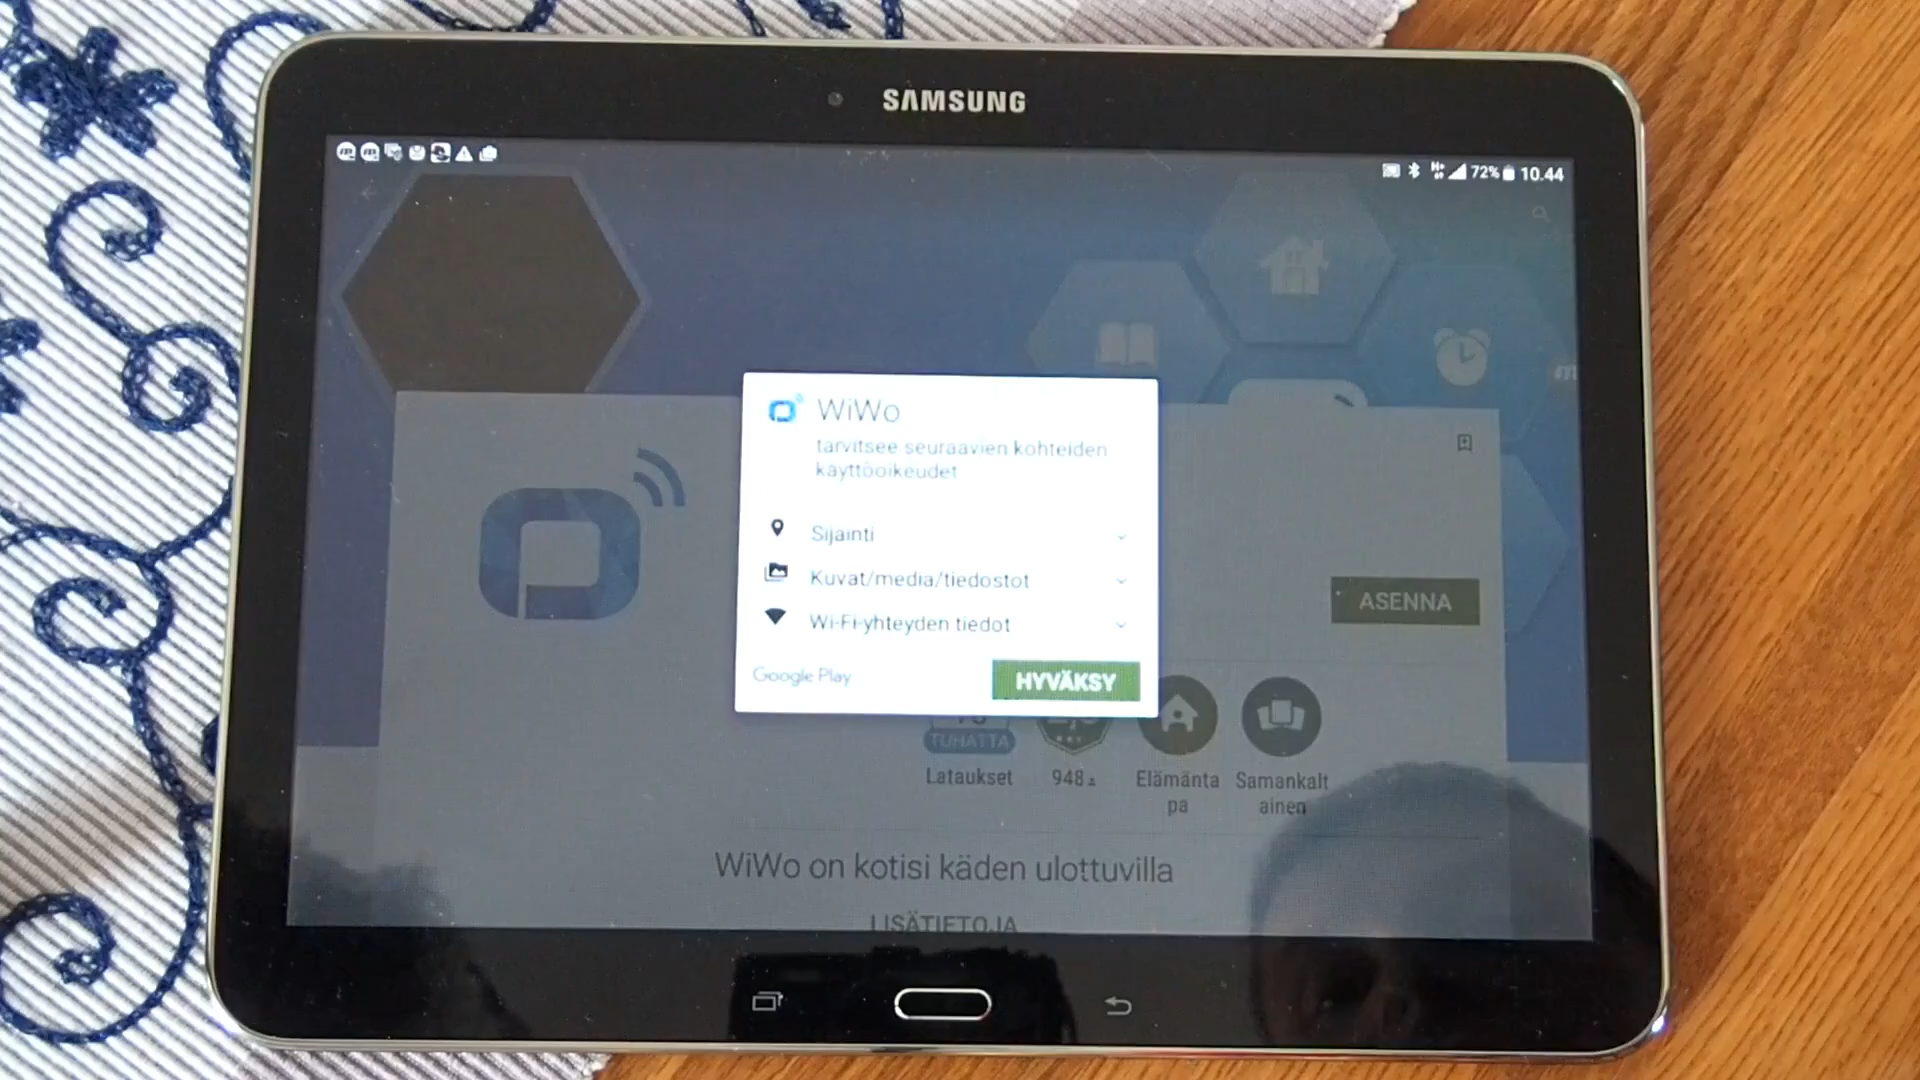 SAMSUNG
72% 10.44
WiWo
tarvitsee seuraavien kohteiden
käyttöoikeudet
Sijainti
Kuvat/media/tiedostot
Wi-Fi-yhteyden tiedot
Google Play
HYVÄKSY
ASENNA
TUHATTA
Lataukset
948
Elämänta
pa
Samankalt
ainen
WiWo on kotisi käden ulottuvilla
LISÄTIETOJA